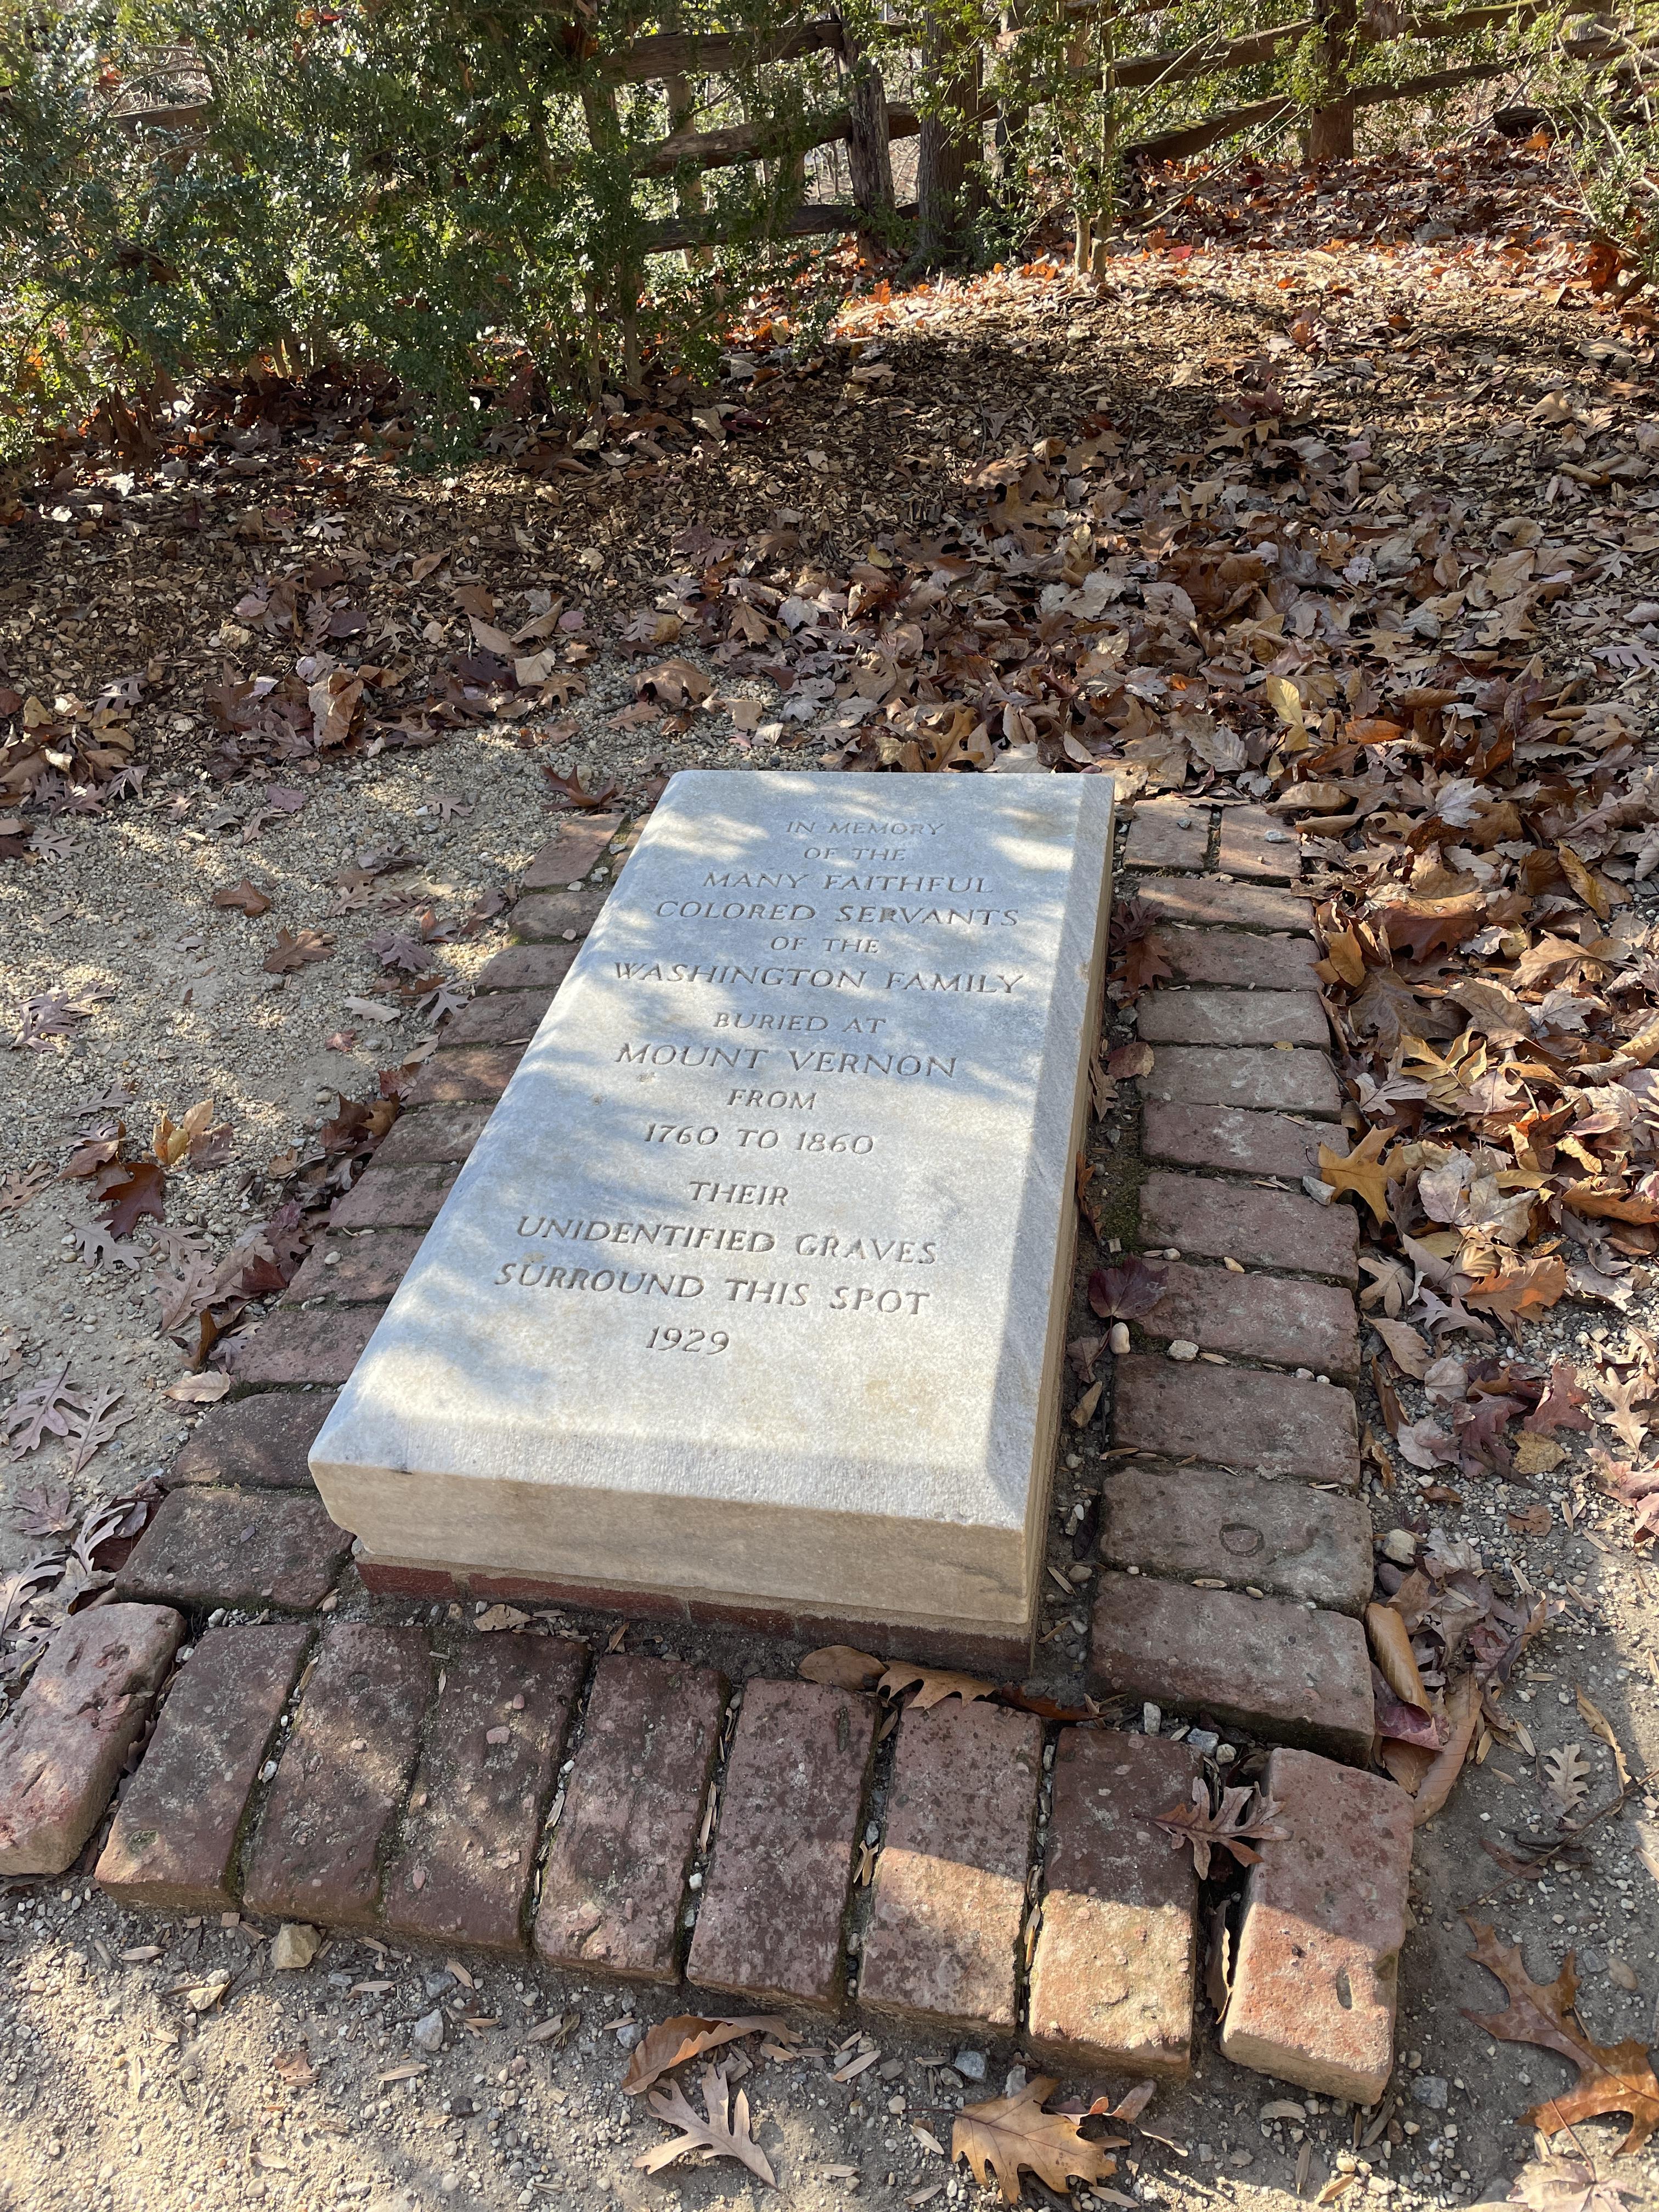 IN MEMORY
OF THE
MANY FAITHFUL
COLORED SERVANTS
OF THE
WASHINGTON FAMILY
BURIED AT
MOUNT VERNON
FROM
1760 TO 1860
THEIR
UNIDENTIFIED GRAVES
SURROUND THIS SPOT
1929